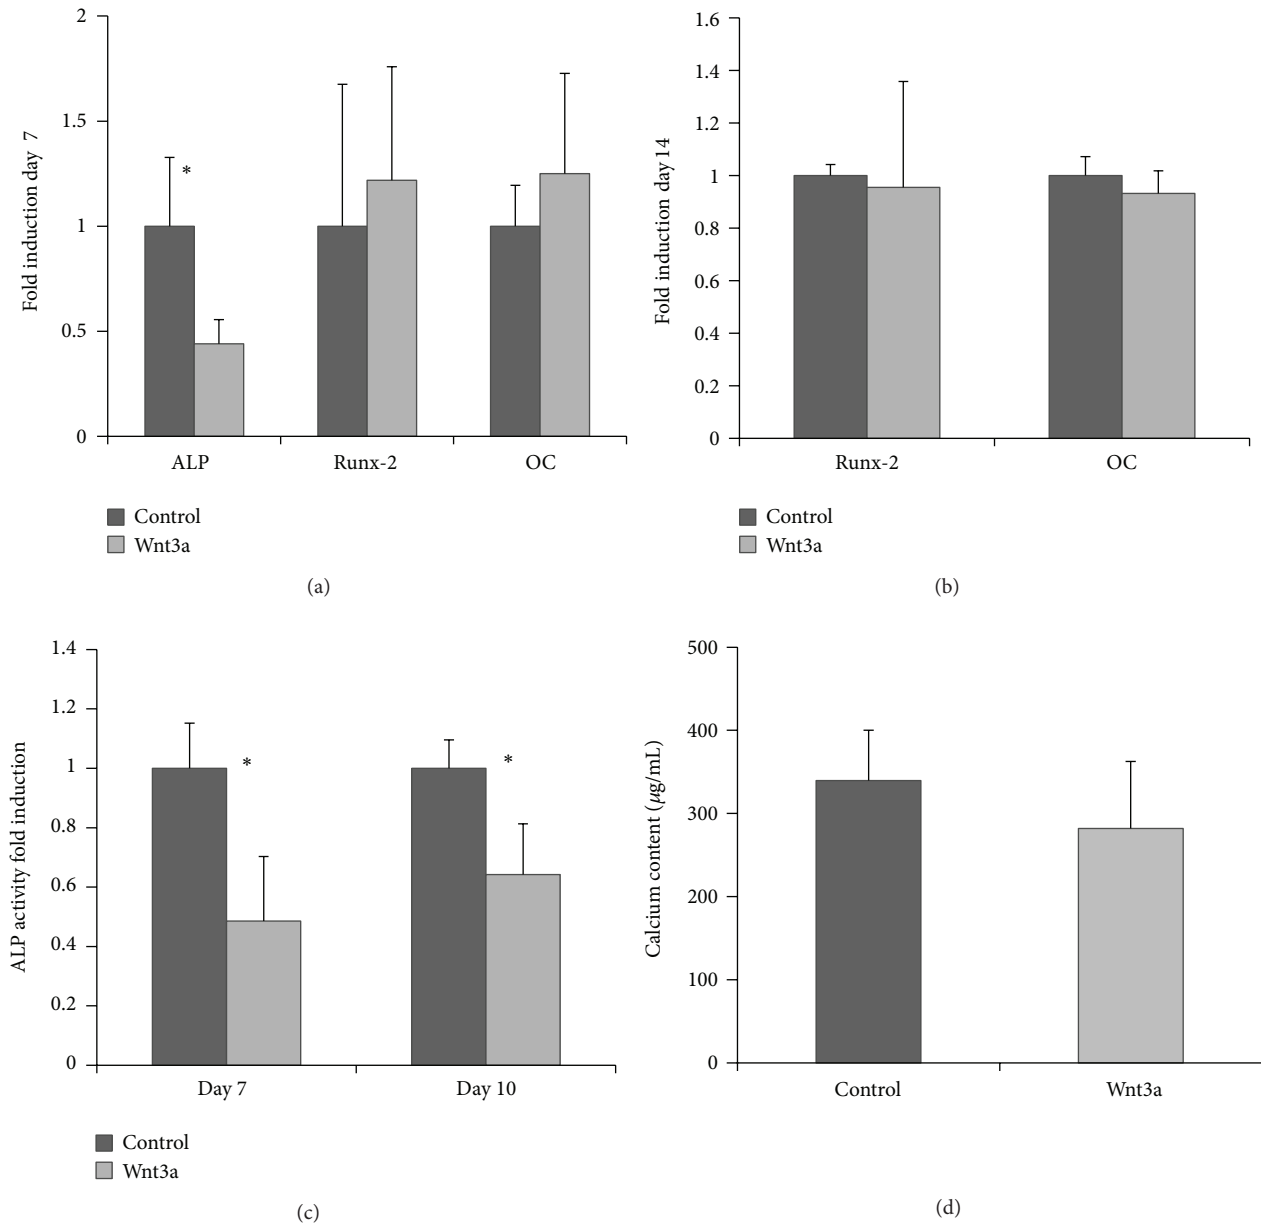 Fold induction day 7
2
1.5
1
0.5
0
*
ALP Runx-2 OC
Control
Wnt3a
(a)
Fold induction day 14
1.6
1.4
1.2
1
0.8
0.6
0.4
0.2
0
Runx-2 OC
Control
Wnt3a
(b)
ALP activity fold induction
1.4
1.2
1
0.8
0.6
0.4
0.2
0
* *
Day 7 Day 10
Control
Wnt3a
(c)
Calcium content (μg/mL)
500
400
300
200
100
0
Control Wnt3a
(d)